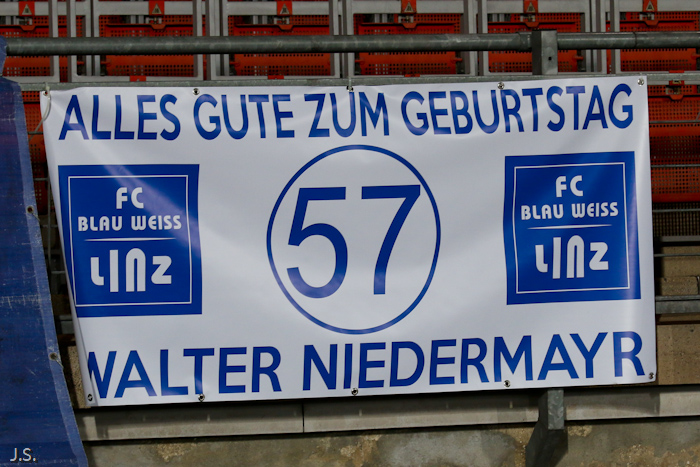 ALLES GUTE ZUM GEBURTSTAG
FC
BLAU WEISS
LINZ
57
FC
BLAU WEISS
LINZ
WALTER NIEDERMAYR
J.S.